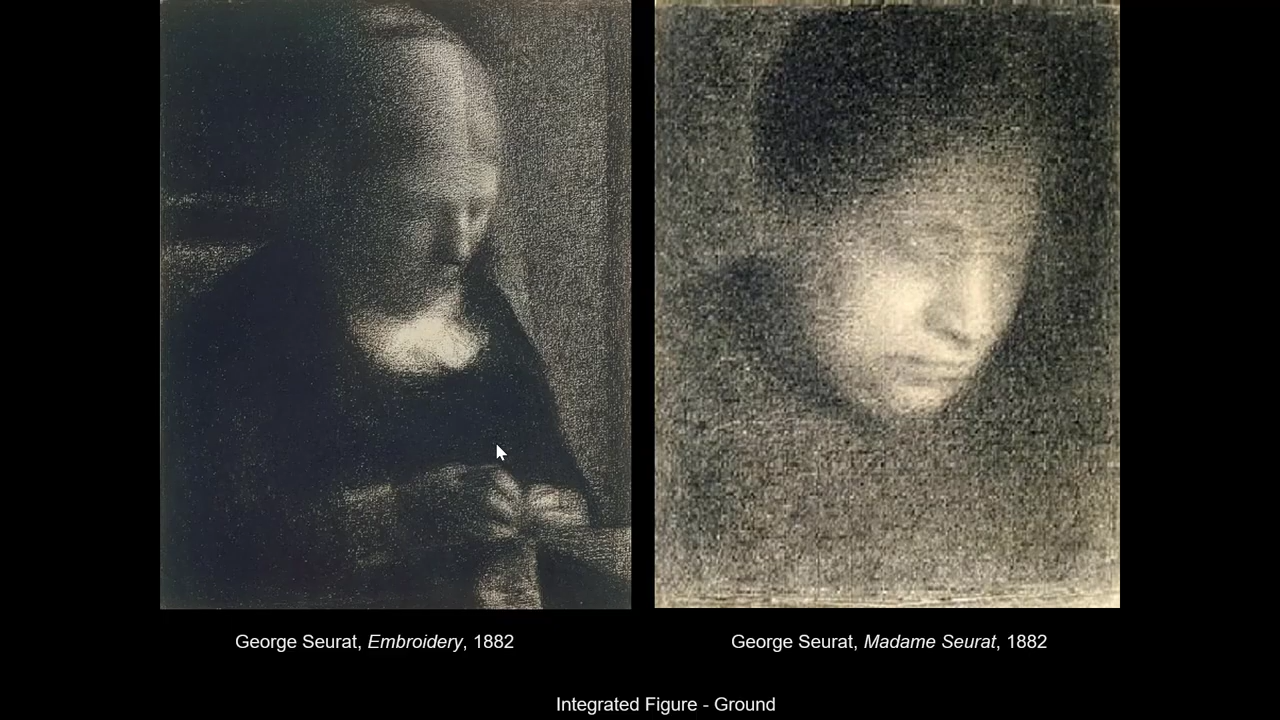 George Seurat, Embroidery, 1882
George Seurat, Madame Seurat, 1882
Integrated Figure - Ground